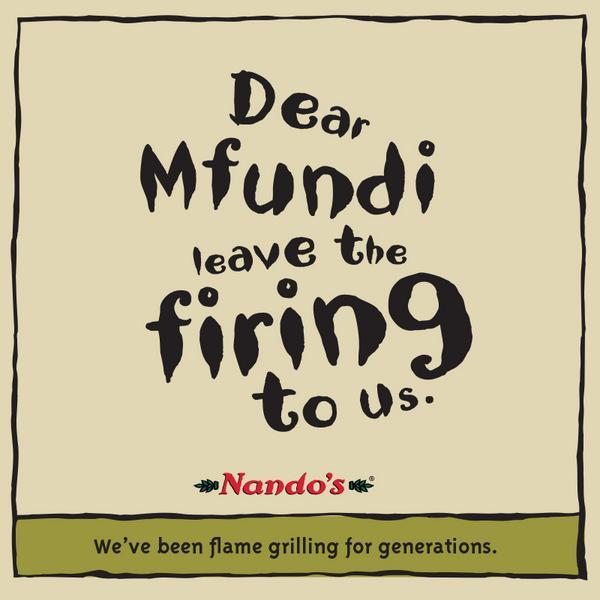 Dear
Mfundi
leave the
firing
to us.
Nando's®
We've been flame grilling for generations.